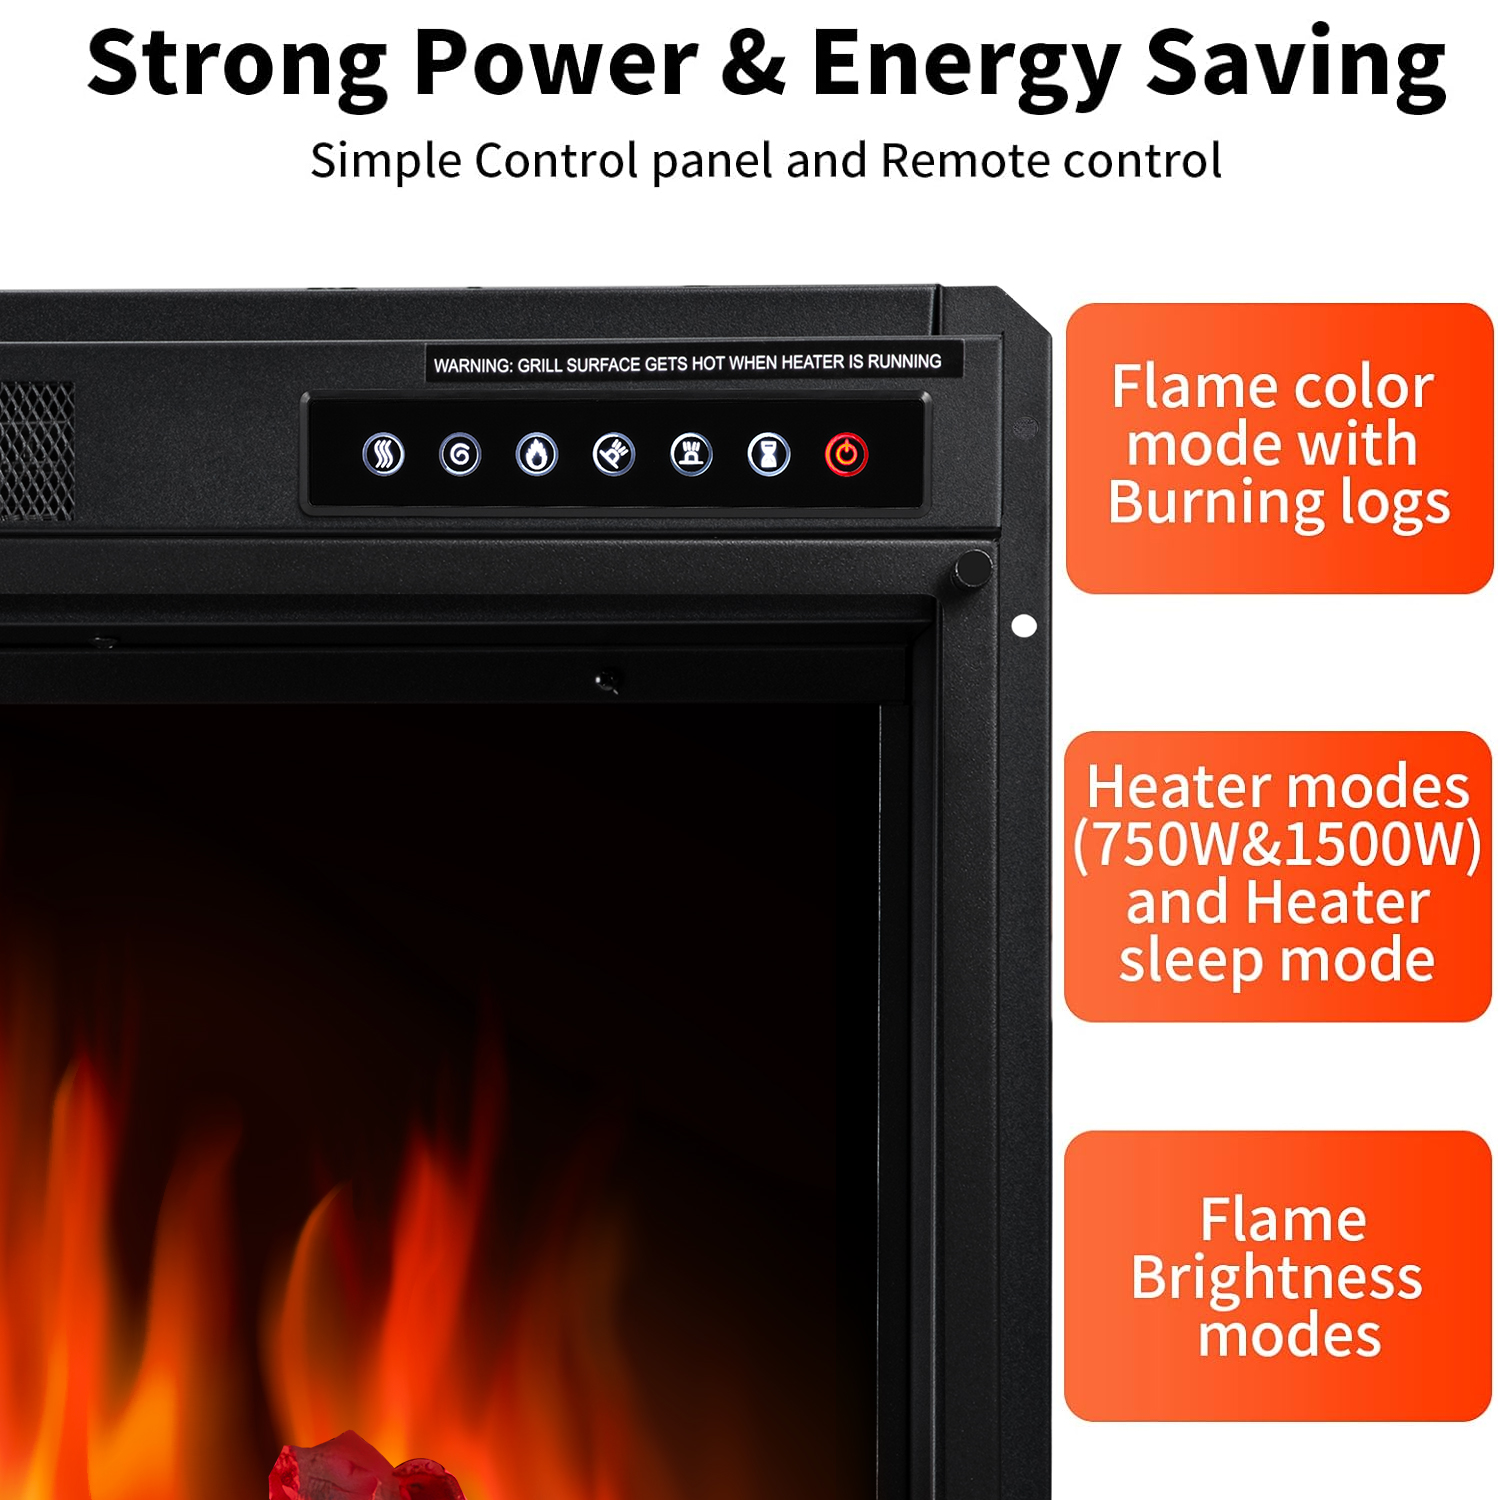 Strong Power & Energy Saving
Simple Control panel and Remote control
WARNING: GRILL SURFACE GETS HOT WHEN HEATER IS RUNNING
Flame color
mode with
Burning logs
Heater modes
(750W&1500W)
and Heater
sleep mode
Flame
Brightness
modes